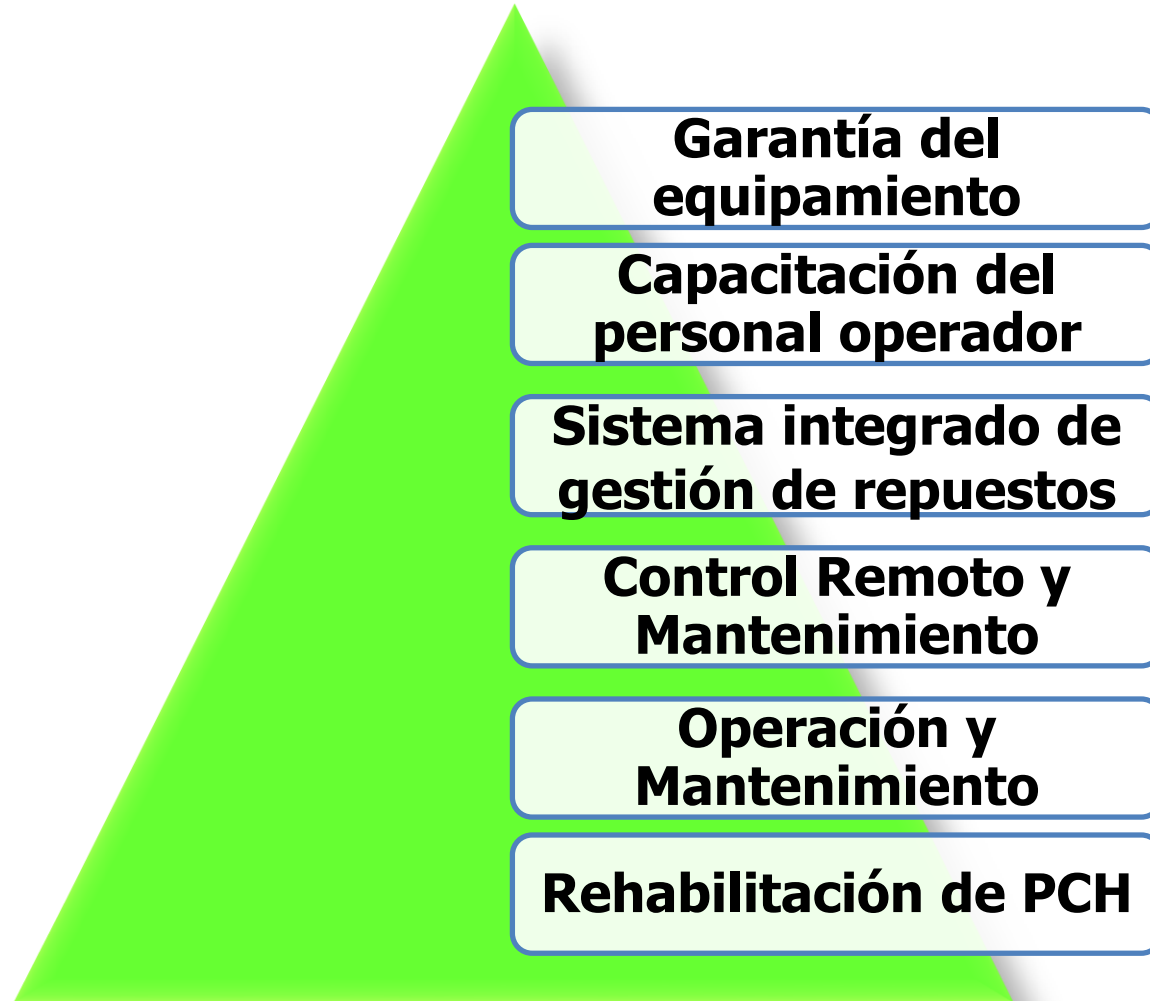 Garantía del
equipamiento
Capacitación del
personal operador
Sistema integrado de
gestión de repuestos
Control Remoto y
Mantenimiento
Operación y
Mantenimiento
Rehabilitación de PCH